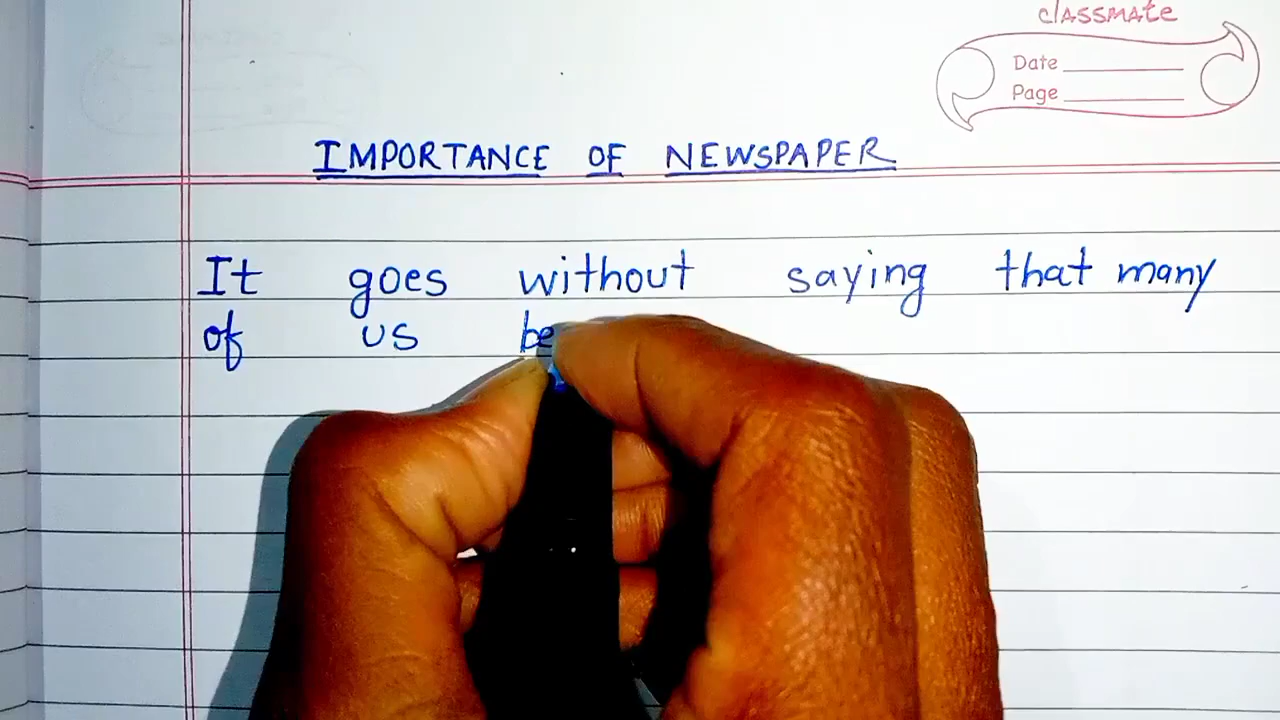 classmate
Date
Page
IMPORTANCE OF NEWSPAPER
It goes without saying that many
of us be